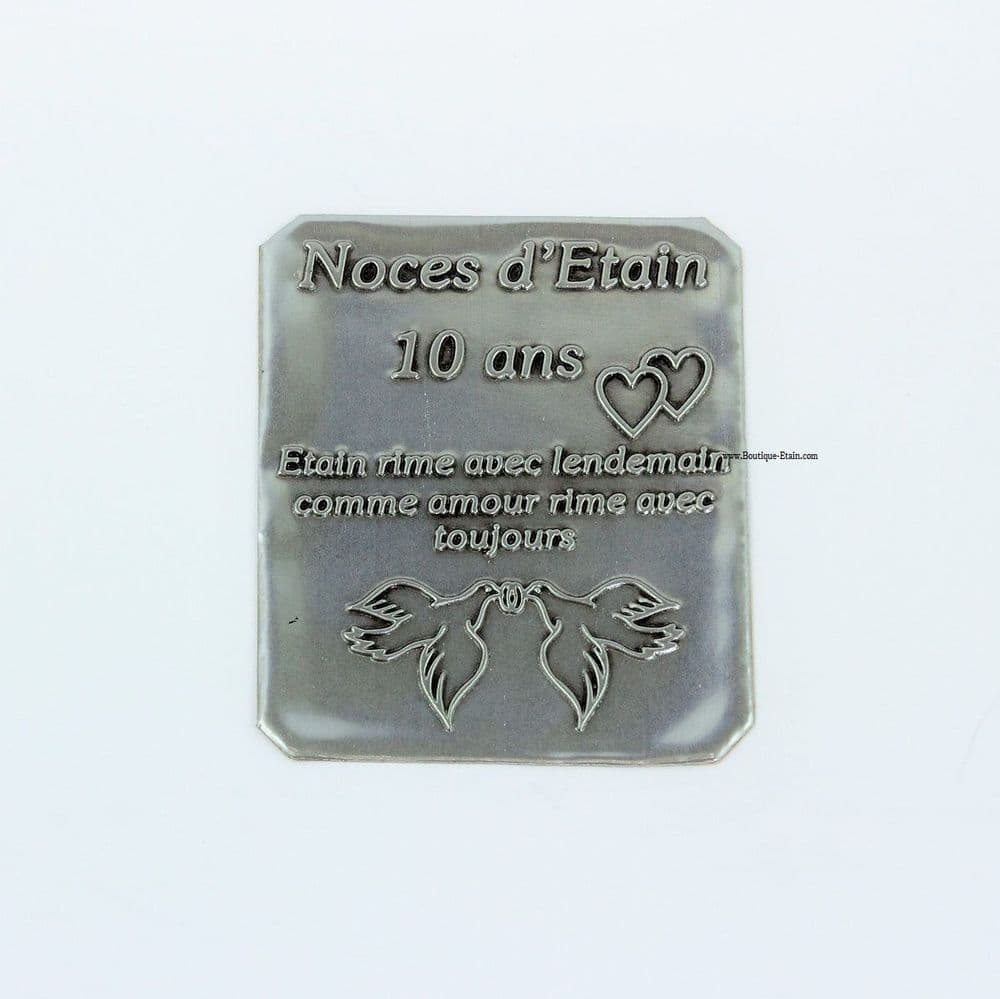 Noces d'Etain
10 ans
Etain rime avec lendemain
www.Boutique-Etain.com
comme amour rime avec
toujours